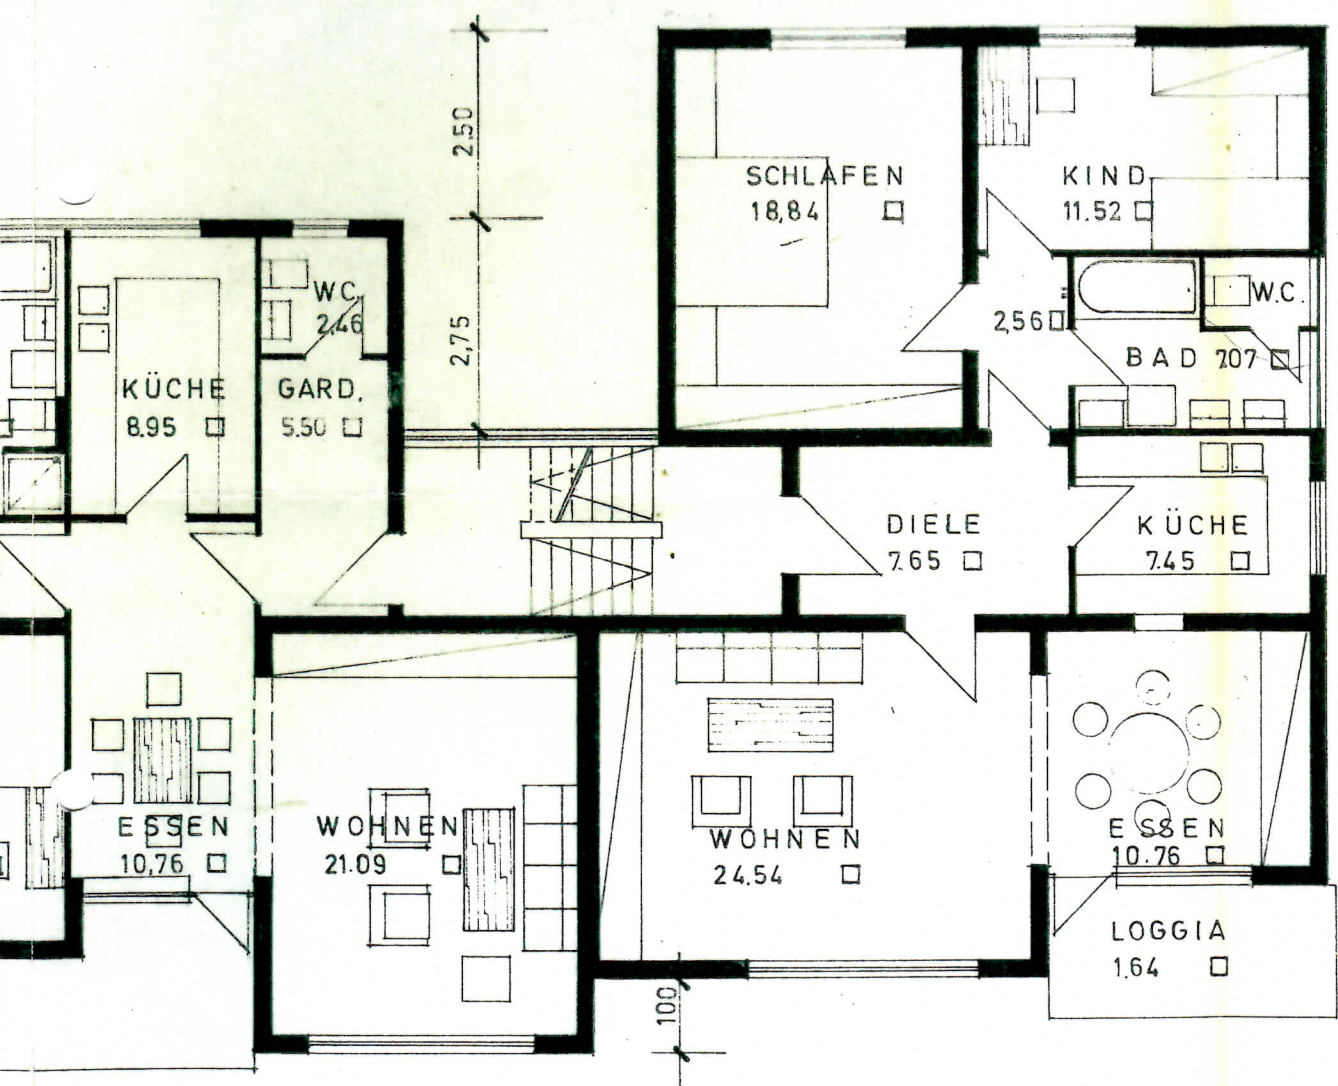 2.50
SCHLAFEN
18,84
KIND
11.52
W.C.
2.46
2,75
2,56
W.C.
BAD 7.07
KÜCHE
8.95
GARD.
5.50
DIELE
7.65
KÜCHE
7.45
ESSEN
10,76
WOHNEN
21.09
WOHNEN
24.54
ESSEN
10.76
LOGGIA
1.64
100